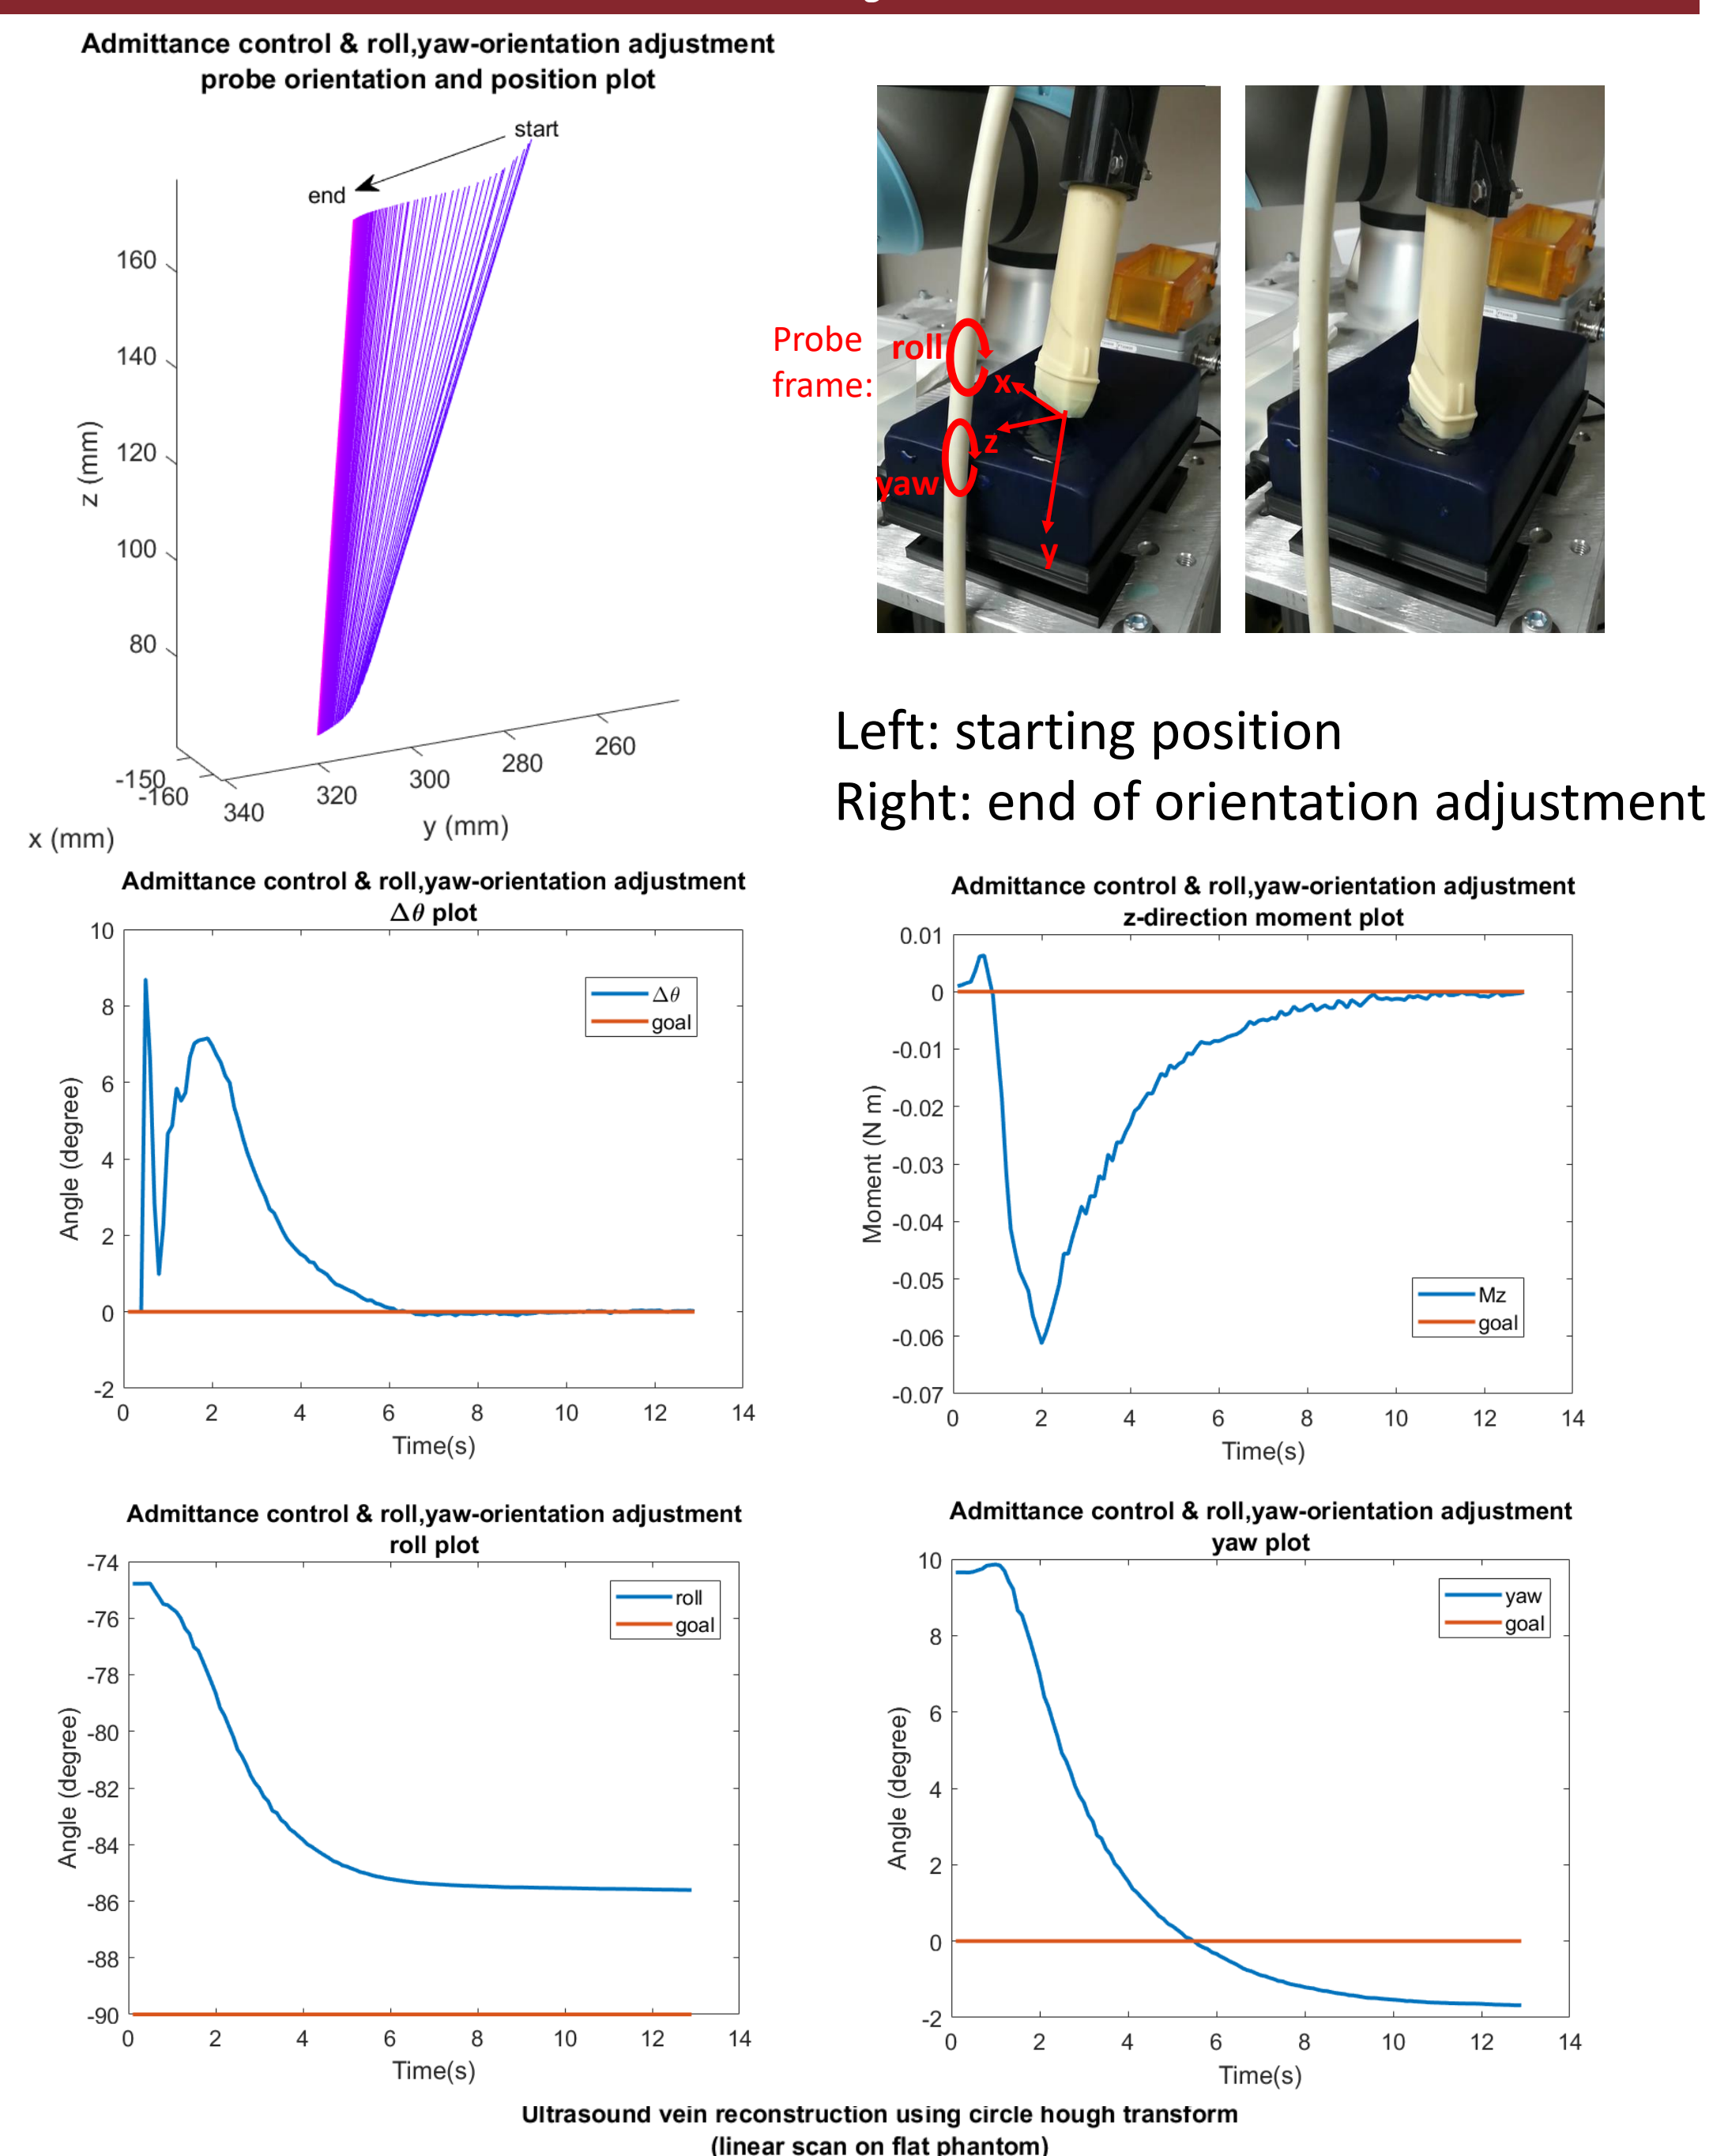 Admittance control & roll,yaw-orientation adjustment
probe orientation and position plot
start
end
160
140
120
100
80
z (mm)
-150
-160
340
320
300
280
260
x (mm)
y (mm)
Probe
frame:
roll
x
z
yaw
y
Left: starting position
Right: end of orientation adjustment
Admittance control & roll,yaw-orientation adjustment
Δθ plot
10
8
6
4
2
0
-2
Angle (degree)
Δθ
goal
0 2 4 6 8 10 12 14
Time(s)
Admittance control & roll,yaw-orientation adjustment
z-direction moment plot
0.01
0
-0.01
-0.02
-0.03
-0.04
-0.05
-0.06
-0.07
Moment (N m)
Mz
goal
0 2 4 6 8 10 12 14
Time(s)
Admittance control & roll,yaw-orientation adjustment
roll plot
-74
-76
-78
-80
-82
-84
-86
-88
-90
Angle (degree)
roll
goal
0 2 4 6 8 10 12 14
Time(s)
Admittance control & roll,yaw-orientation adjustment
yaw plot
10
8
6
4
2
0
-2
Angle (degree)
yaw
goal
0 2 4 6 8 10 12 14
Time(s)
Ultrasound vein reconstruction using circle hough transform
(linear scan on flat phantom)